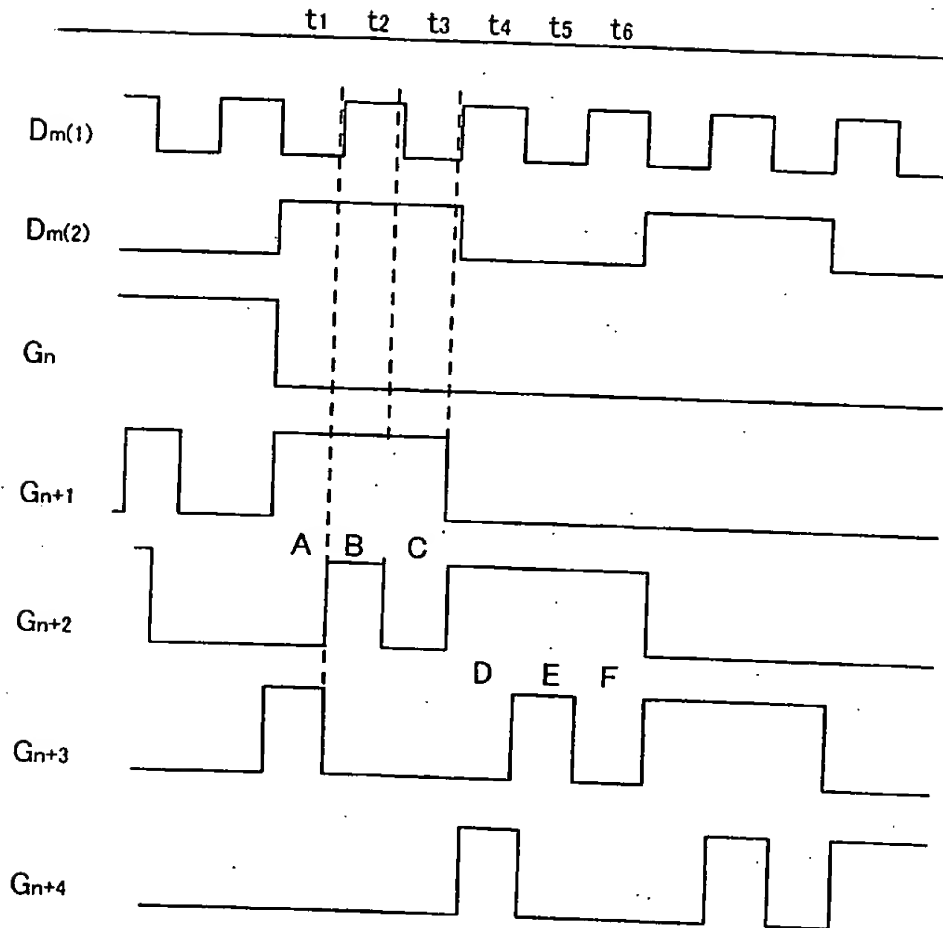 t1 t2 t3 t4 t5 t6
Dm(1)
Dm(2)
Gn
Gn+1
A B C
Gn+2
D E F
Gn+3
Gn+4